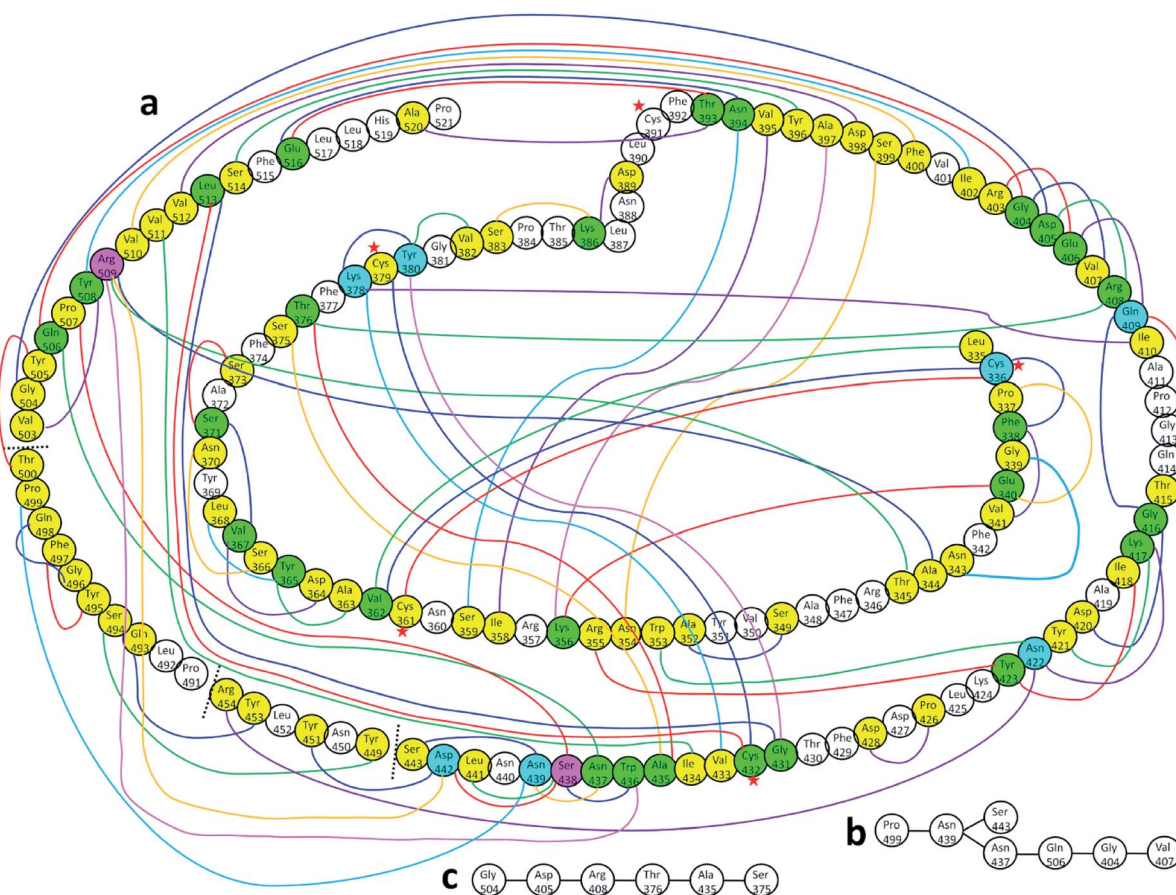 a
Leu
335
Cys
336
Pro
337
Phe
338
Gly
339
Glu
340
Val
341
Phe
342
Asn
343
Ala
344
Thr
345
Arg
346
Phe
347
Ala
348
Ser
349
Val
350
Tyr
351
Ala
352
Trp
353
Asn
354
Arg
355
Lys
356
Arg
357
Ile
358
Ser
359
Asn
360
Cys
361
Val
362
Ala
363
Asp
364
Tyr
365
Ser
366
Val
367
Leu
368
Tyr
369
Asn
370
Ser
371
Ala
372
Ser
373
Phe
374
Ser
375
Thr
376
Phe
377
Lys
378
Cys
379
Tyr
380
Gly
381
Val
382
Ser
383
Pro
384
Thr
385
Lys
386
Leu
387
Asn
388
Asp
389
Leu
390
Cys
391
Phe
392
Thr
393
Asn
394
Val
395
Tyr
396
Ala
397
Asp
398
Ser
399
Phe
400
Val
401
Ile
402
Arg
403
Gly
404
Asp
405
Glu
406
Val
407
Arg
408
Gln
409
Ile
410
Ala
411
Pro
412
Gly
413
Gln
414
Thr
415
Gly
416
Lys
417
Ile
418
Ala
419
Asp
420
Tyr
421
Asn
422
Tyr
423
Lys
424
Leu
425
Pro
426
Asp
427
Asp
428
Phe
429
Thr
430
Gly
431
Cys
432
Val
433
Ile
434
Ala
435
Trp
436
Asn
437
Ser
438
Asn
439
Asn
440
Leu
441
Asp
442
Ser
443
Tyr
449
Asn
450
Tyr
451
Leu
452
Tyr
453
Arg
454
Pro
491
Leu
492
Gln
493
Ser
494
Tyr
495
Gly
496
Phe
497
Gln
498
Pro
499
Thr
500
Val
503
Gly
504
Tyr
505
Gln
506
Pro
507
Tyr
508
Arg
509
Val
510
Val
511
Val
512
Leu
513
Ser
514
Phe
515
Glu
516
Leu
517
Leu
518
His
519
Ala
520
Pro
521
b
Pro
499
Asn
439
Ser
443
Asn
437
Gln
506
Gly
404
Val
407
c
Gly
504
Asp
405
Arg
408
Thr
376
Ala
435
Ser
375